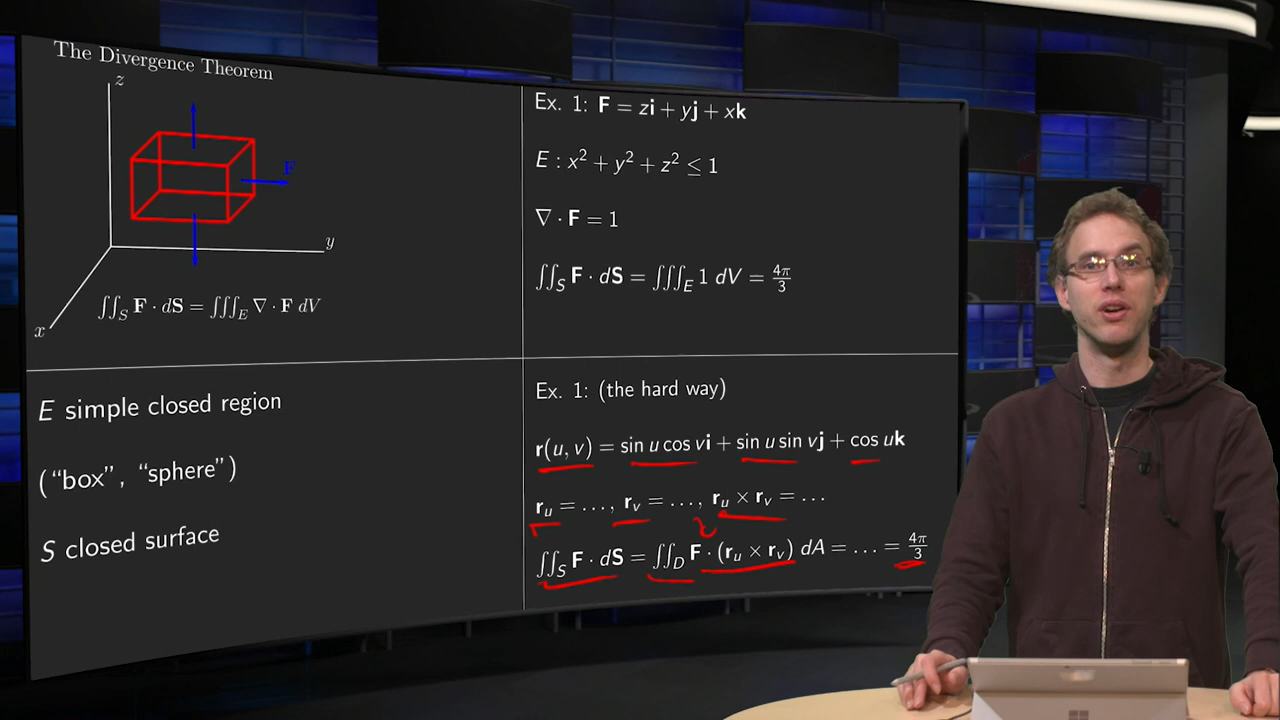 The Divergence Theorem
z
F
y
x
∬_S F · dS = ∭_E ∇ · F dV
E simple closed region
(“box”, “sphere”)
S closed surface
Ex. 1: F = zi + yj + xk
E : x² + y² + z² ≤ 1
∇ · F = 1
∬_S F · dS = ∭_E 1 dV = 4π/3
Ex. 1: (the hard way)
r(u, v) = sin u cos vi + sin u sin vj + cos uk
r_u = …, r_v = …, r_u × r_v = …
∬_S F · dS = ∬_D F · (r_u × r_v) dA = … = 4π/3